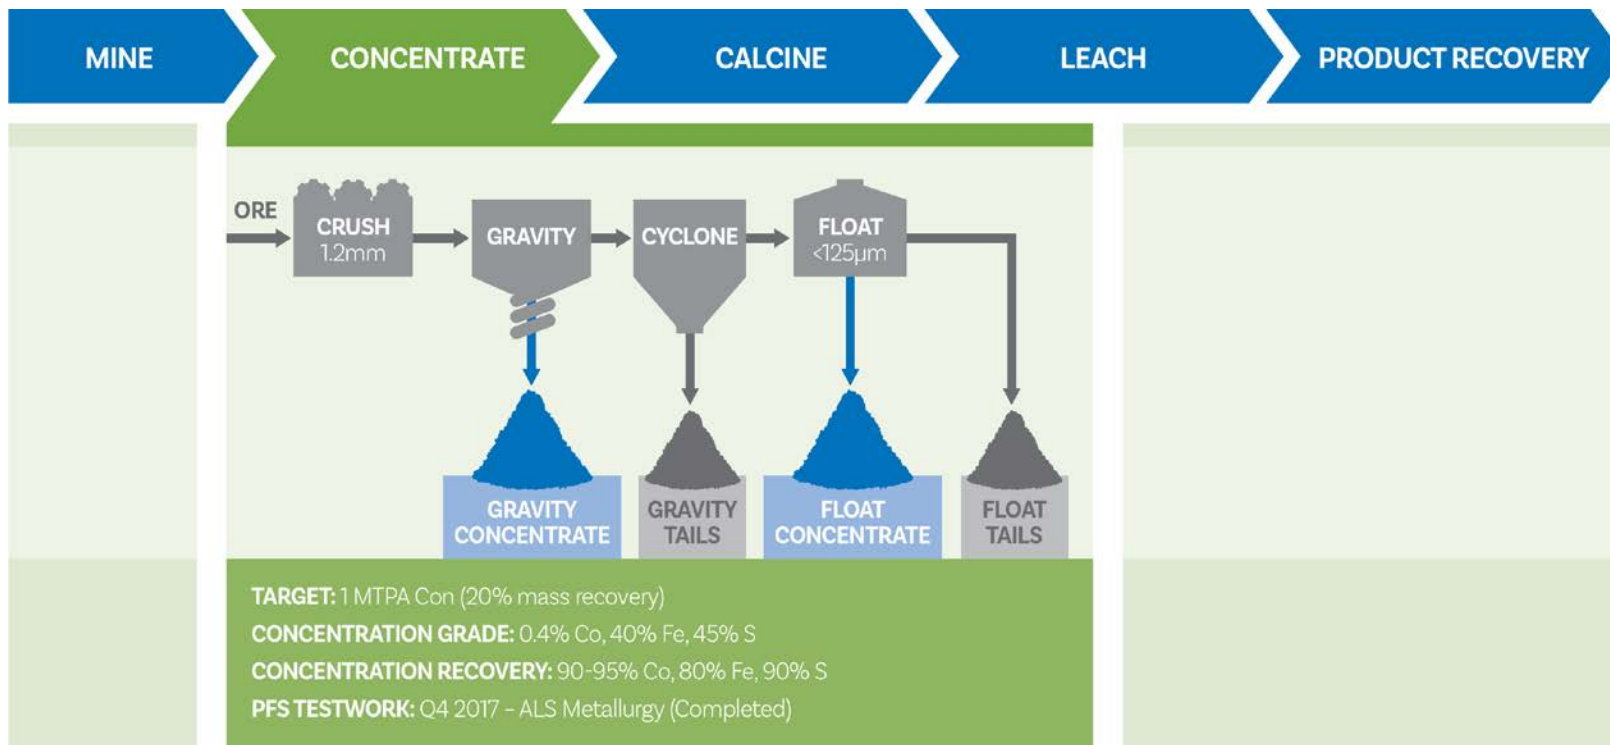 MINE
CONCENTRATE
CALCINE
LEACH
PRODUCT RECOVERY
ORE
CRUSH
1.2mm
GRAVITY
CYCLONE
FLOAT
<125µm
GRAVITY
CONCENTRATE
GRAVITY
TAILS
FLOAT
CONCENTRATE
FLOAT
TAILS
TARGET: 1 MTPA Con (20% mass recovery)
CONCENTRATION GRADE: 0.4% Co, 40% Fe, 45% S
CONCENTRATION RECOVERY: 90-95% Co, 80% Fe, 90% S
PFS TESTWORK: Q4 2017 – ALS Metallurgy (Completed)